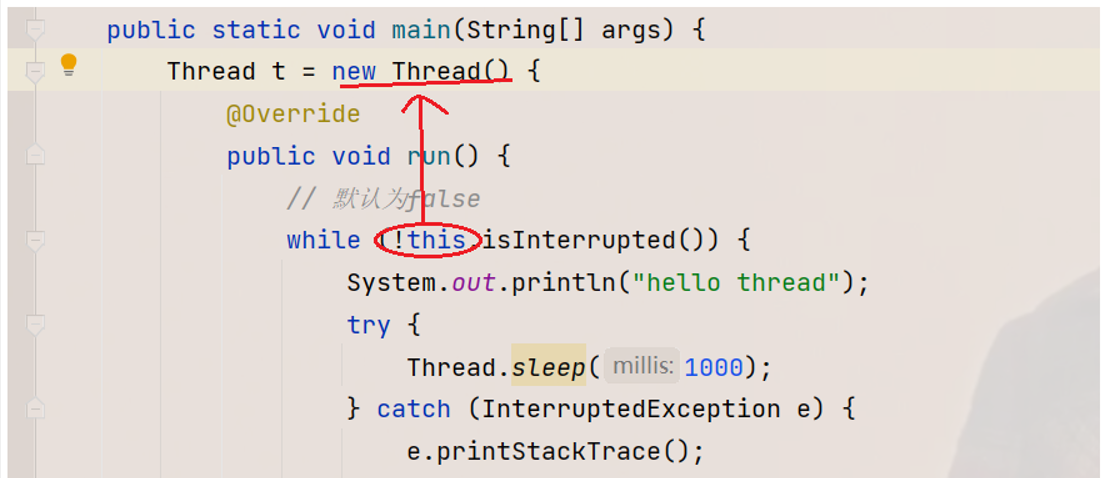 public static void main(String[] args) {
Thread t = new Thread() {
@Override
public void run() {
// 默认为false
while (!this.isInterrupted()) {
System.out.println("hello thread");
try {
Thread.sleep( millis: 1000);
} catch (InterruptedException e) {
e.printStackTrace();